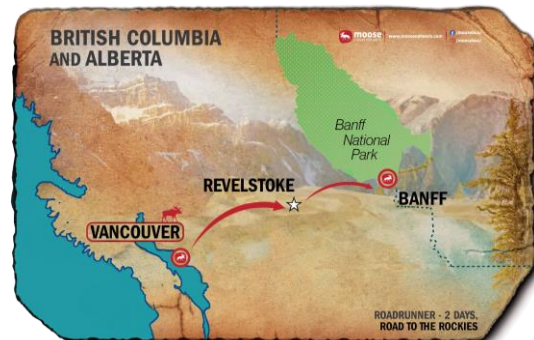 BRITISH COLUMBIA
AND ALBERTA
moose
Banff
National
Park
REVELSTOKE
BANFF
VANCOUVER
ROADRUNNER - 2 DAYS,
ROAD TO THE ROCKIES